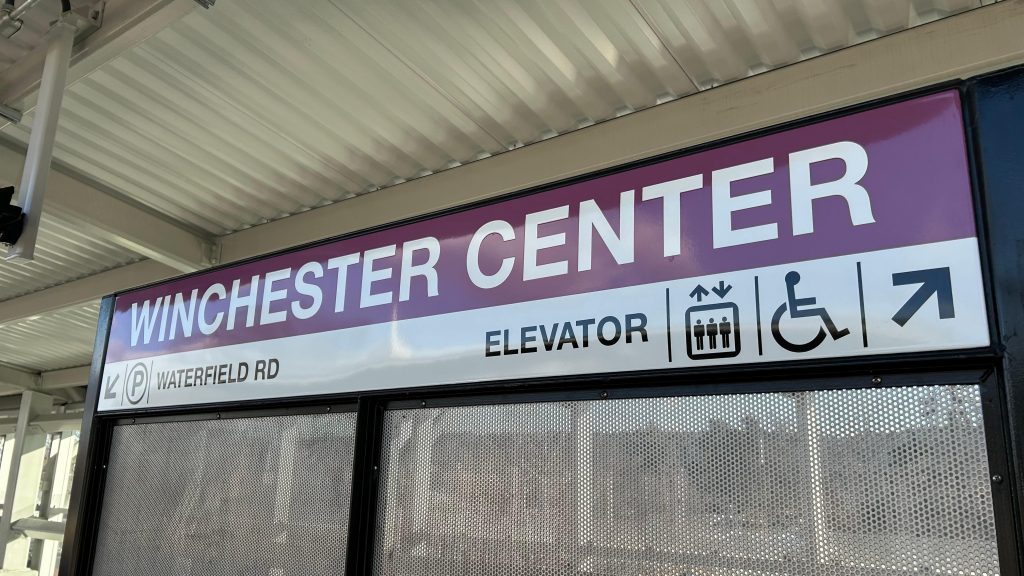 WINCHESTER CENTER
P WATERFIELD RD
ELEVATOR